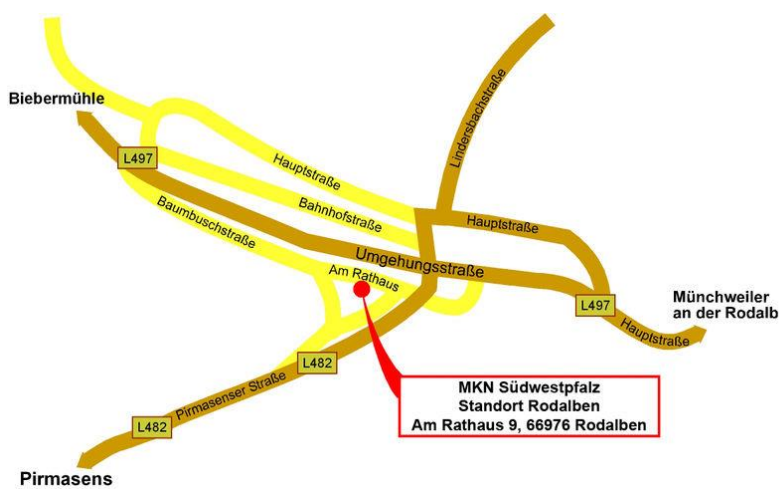 Biebermühle
L497
Lindersbachstraße
Hauptstraße
Bahnhofstraße
Hauptstraße
Baumbuschstraße
Umgehungsstraße
Am Rathaus
Münchweiler
an der Rodalb
L497
Hauptstraße
L482
Pirmasenser Straße
MKN Südwestpfalz
Standort Rodalben
Am Rathaus 9, 66976 Rodalben
L482
Pirmasens